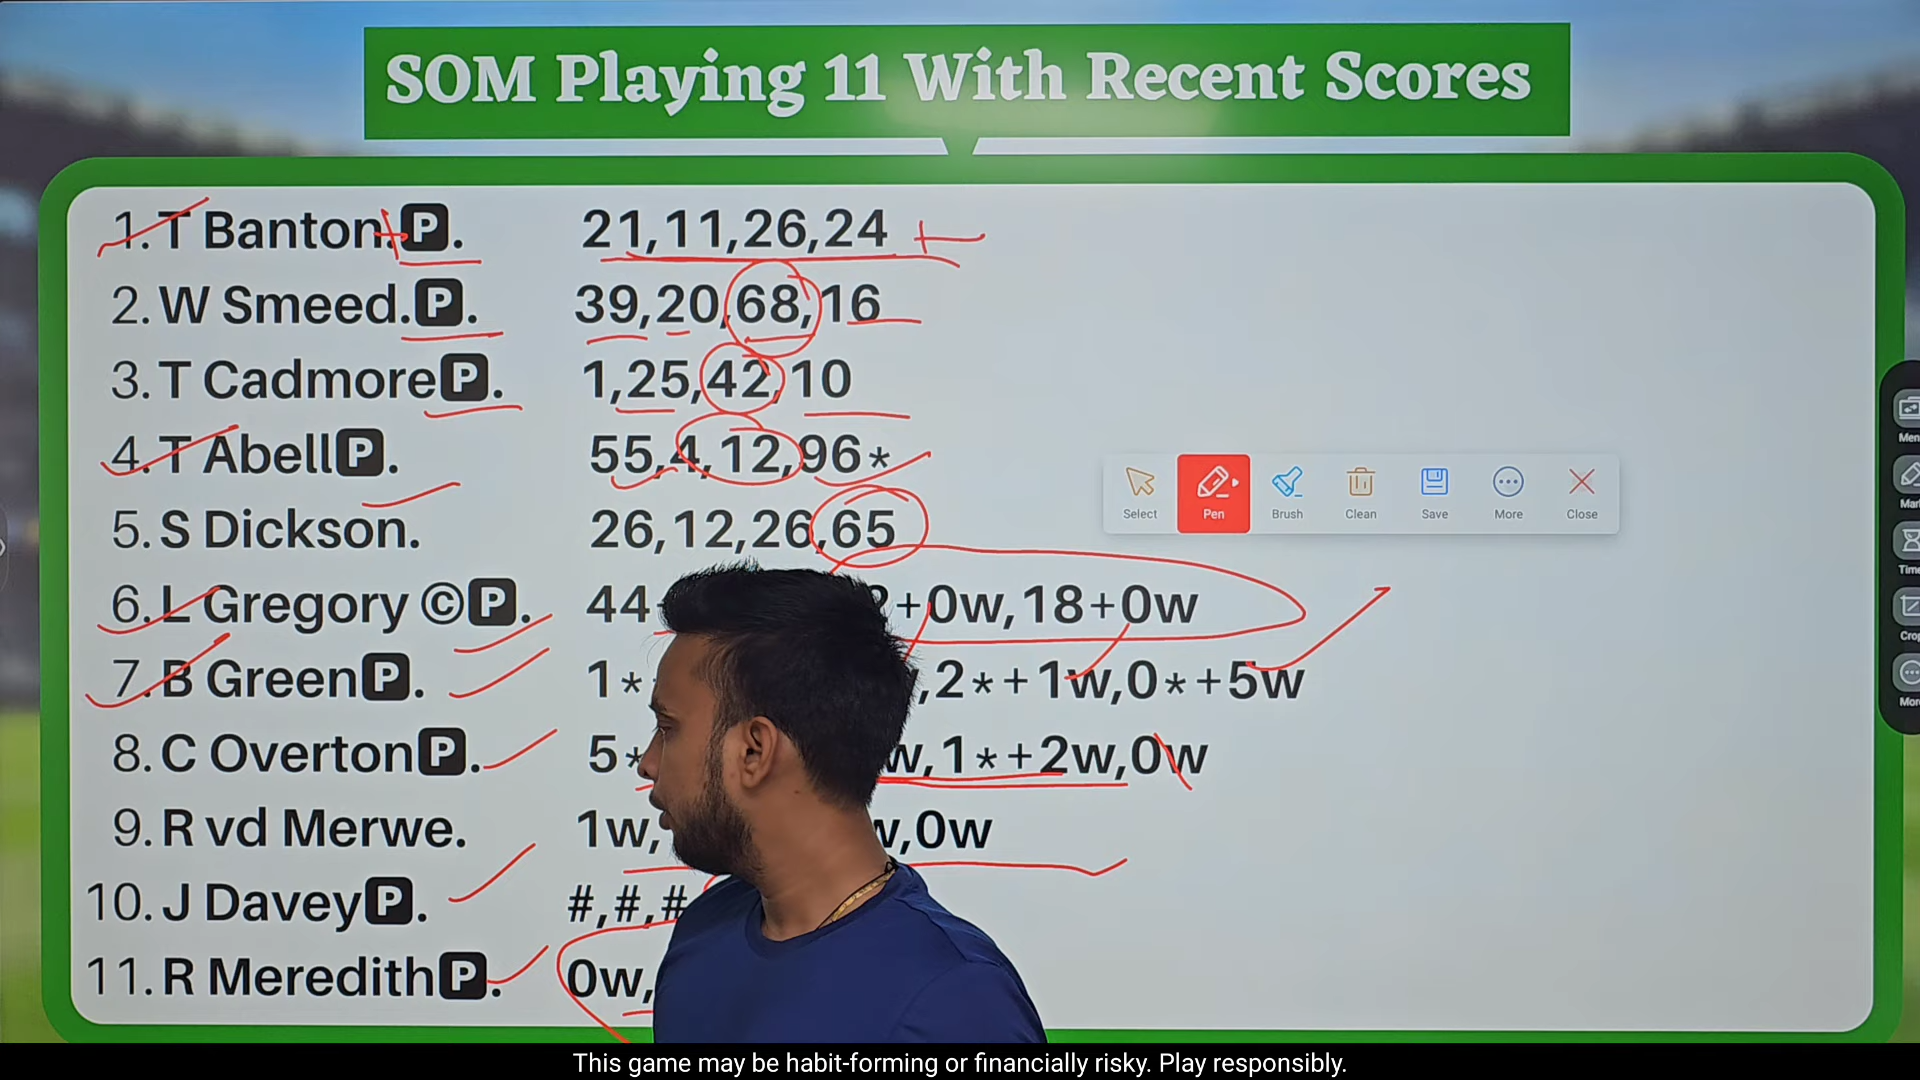 SOM Playing 11 With Recent Scores
1. T Banton. P. 21,11,26,24
2. W Smeed. P. 39,20,68,16
3. T Cadmore P. 1,25,42,10
4. T Abell P. 55,4,12,96*
5. S Dickson. 26,12,26,65
6. L Gregory © P. 44 +0w,18+0w
7. B Green P. 1* ,2*+1w,0*+5w
8. C Overton P. 5* w,1*+2w,0w
9. R vd Merwe. 1w, w,0w
10. J Davey P. #,#,#
11. R Meredith P. 0w,
Select Pen Brush Clean Save More Close
Time
This game may be habit-forming or financially risky. Play responsibly.